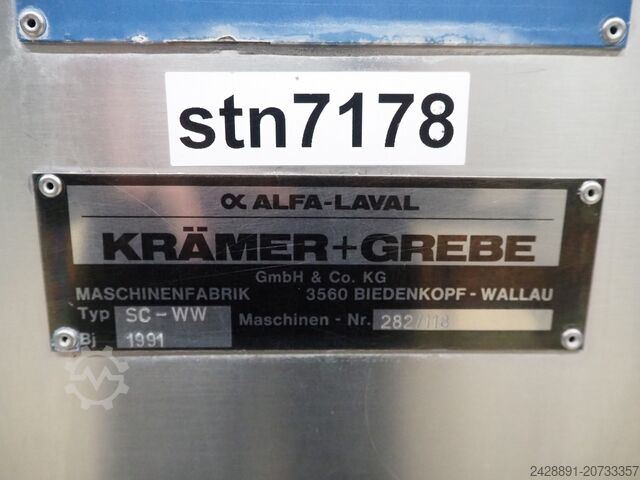 stn7178
α ALFA-LAVAL
KRÄMER+GREBE
GmbH & Co. KG
MASCHINENFABRIK 3560 BIEDENKOPF - WALLAU
Typ SC-WW Maschinen - Nr. 282/118
Bj 1991
2428891-20733357